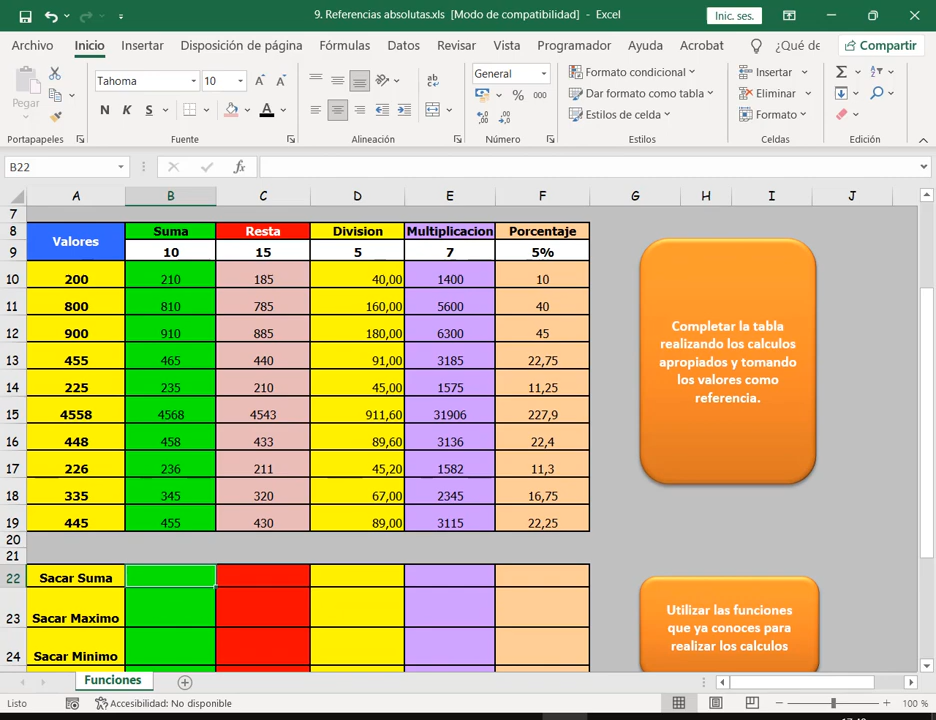 9. Referencias absolutas.xls [Modo de compatibilidad] - Excel
Inic. ses.
Archivo Inicio Insertar Disposición de página Fórmulas Datos Revisar Vista Programador Ayuda Acrobat ¿Qué de Compartir
Pegar
Tahoma 10
N K S
General
% 000
Formato condicional
Dar formato como tabla
Estilos de celda
Insertar
Eliminar
Formato
Portapapeles Fuente Alineación Número Estilos Celdas Edición
B22 fx
A B C D E F G H I J
7
8 Valores Suma Resta Division Multiplicacion Porcentaje
9 10 15 5 7 5%
10 200 210 185 40,00 1400 10
11 800 810 785 160,00 5600 40
12 900 910 885 180,00 6300 45
13 455 465 440 91,00 3185 22,75
14 225 235 210 45,00 1575 11,25
15 4558 4568 4543 911,60 31906 227,9
16 448 458 433 89,60 3136 22,4
17 226 236 211 45,20 1582 11,3
18 335 345 320 67,00 2345 16,75
19 445 455 430 89,00 3115 22,25
20
21
22 Sacar Suma
23 Sacar Maximo
24 Sacar Minimo
Completar la tabla
realizando los calculos
apropiados y tomando
los valores como
referencia.
Utilizar las funciones
que ya conoces para
realizar los calculos
Funciones
Listo Accesibilidad: No disponible 100 %